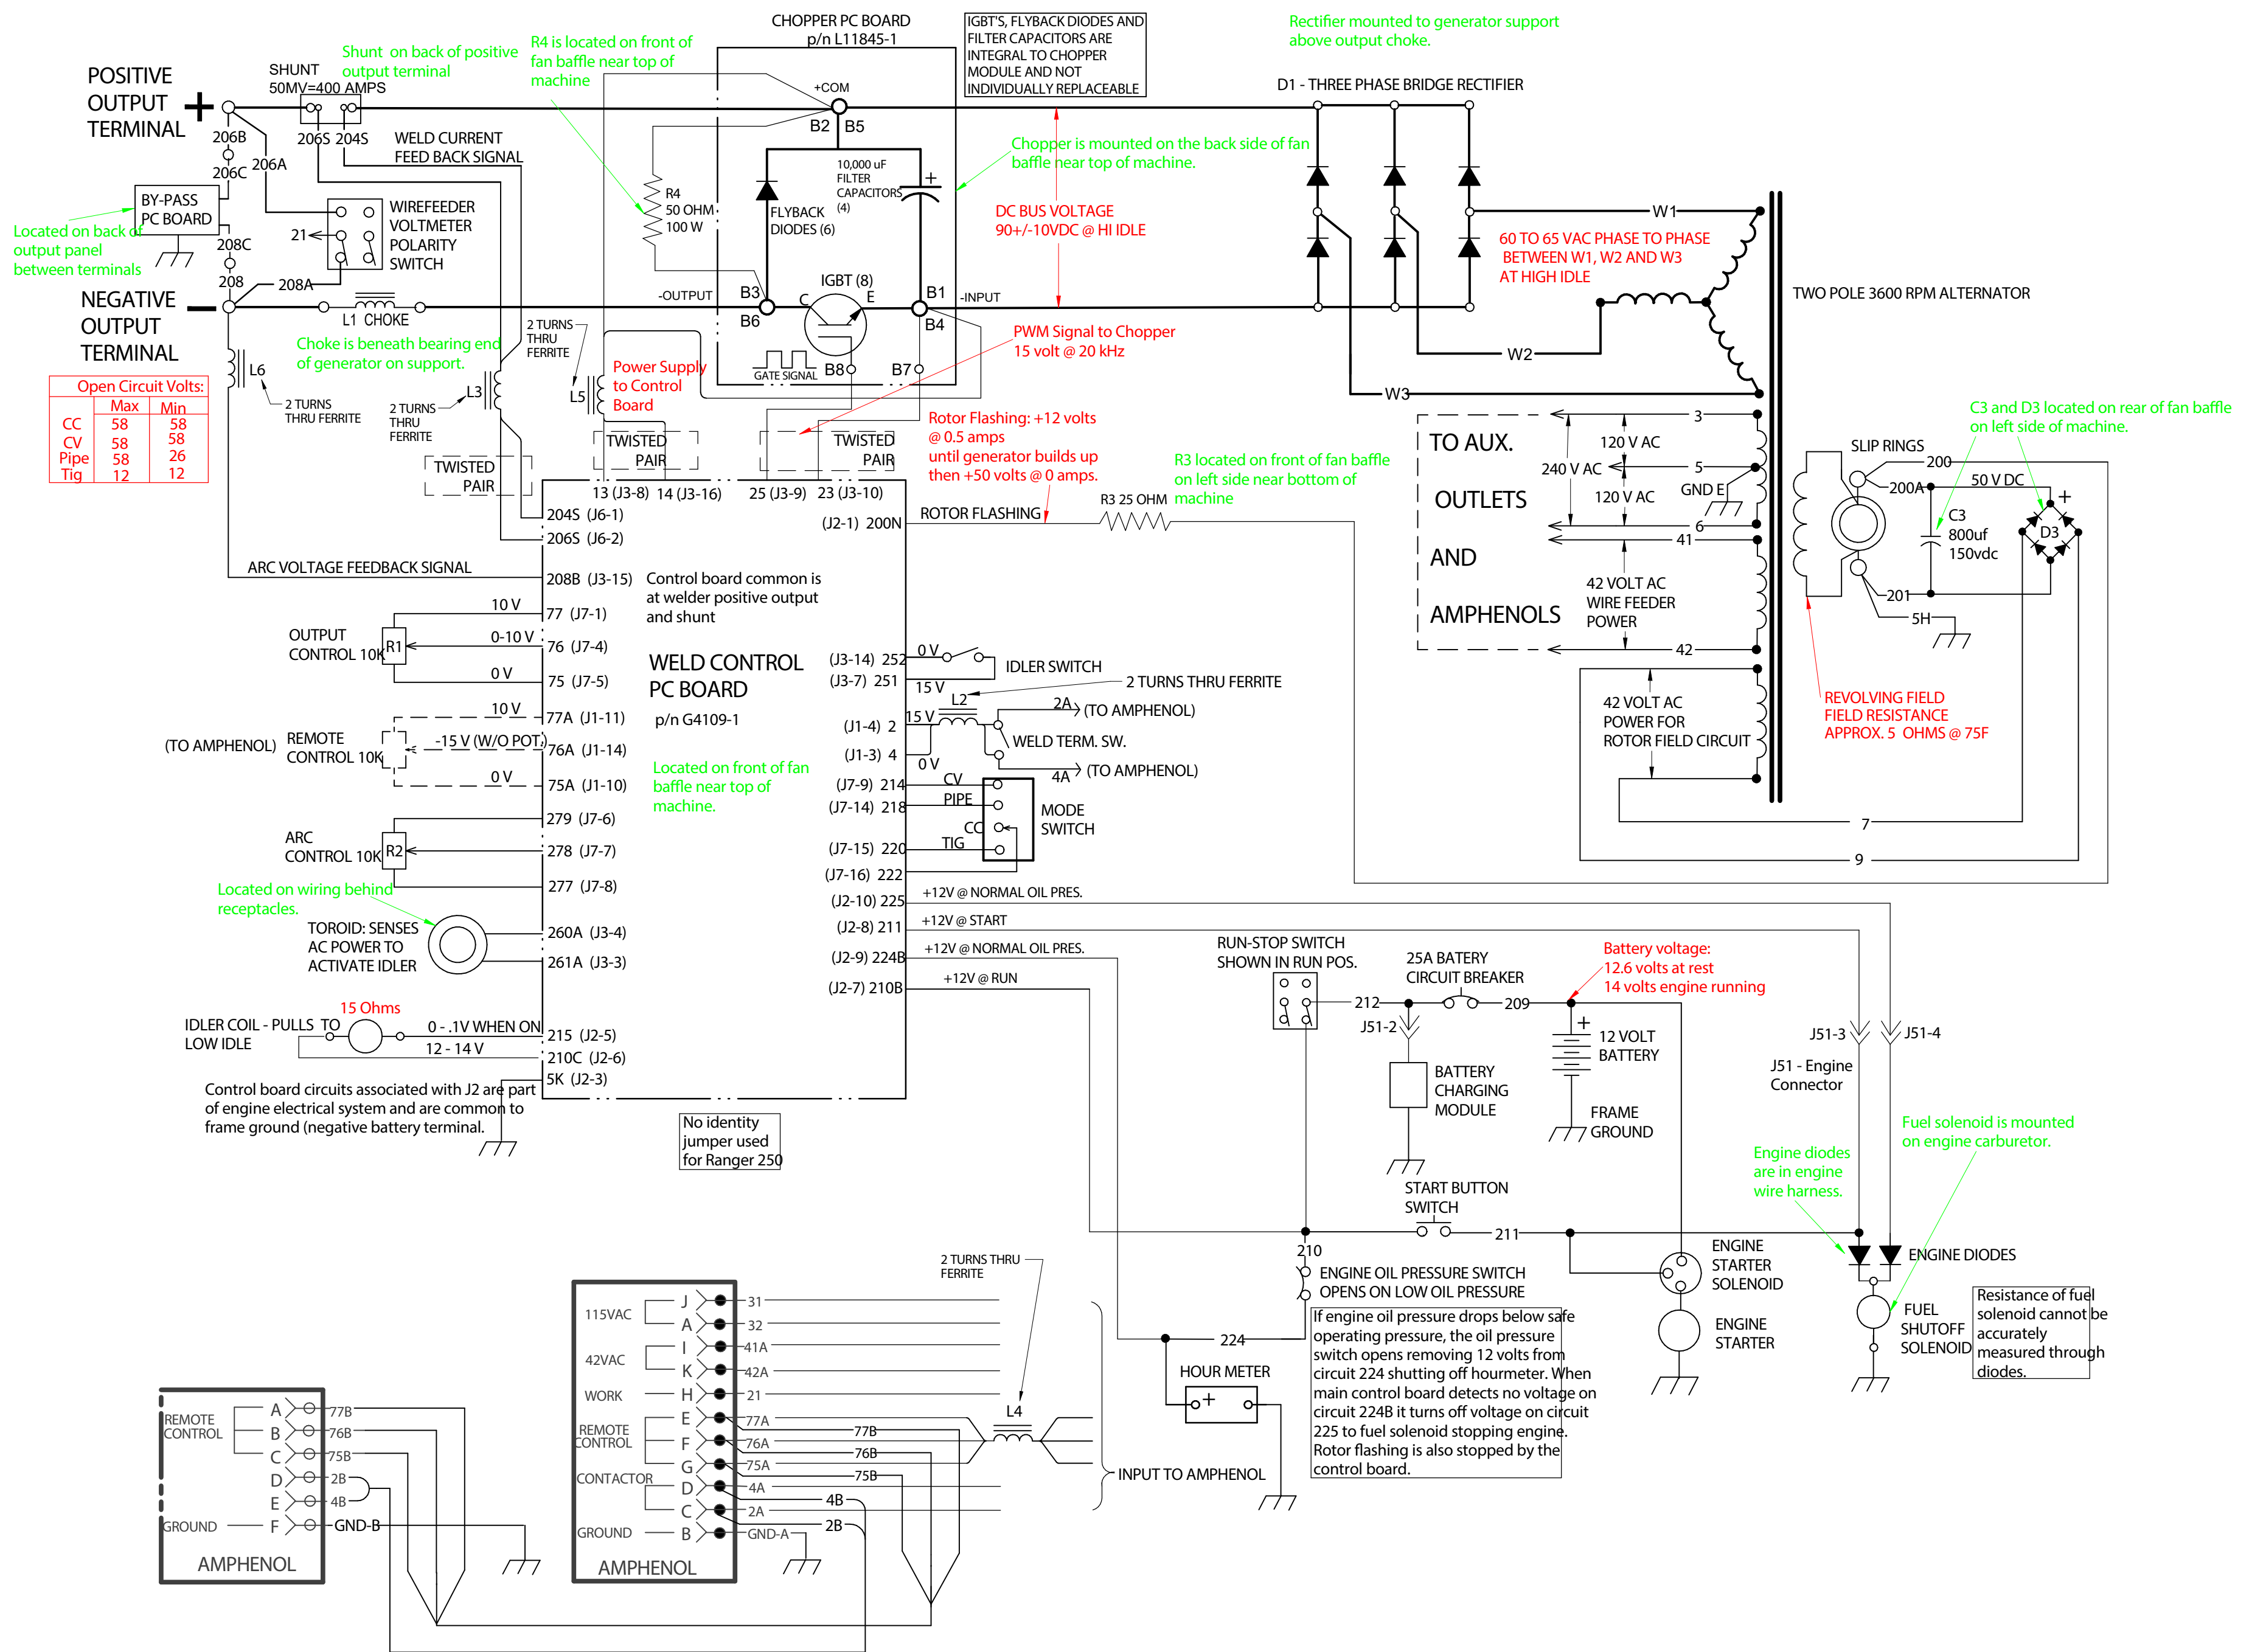 CHOPPER PC BOARD
p/n L11845-1
IGBT'S, FLYBACK DIODES AND
FILTER CAPACITORS ARE
INTEGRAL TO CHOPPER
MODULE AND NOT
INDIVIDUALLY REPLACEABLE
Rectifier mounted to generator support
above output choke.
R4 is located on front of
fan baffle near top of
machine
Shunt on back of positive
output terminal
POSITIVE
OUTPUT
TERMINAL
+
SHUNT
50MV=400 AMPS
206S 204S
WELD CURRENT
FEED BACK SIGNAL
206B
206A
206C
BY-PASS
PC BOARD
Located on back of
output panel
between terminals
208C
208
208A
21
WIREFEEDER
VOLTMETER
POLARITY
SWITCH
NEGATIVE
OUTPUT
TERMINAL
L1 CHOKE
Choke is beneath bearing end
of generator on support.
+COM
B2 B5
R4
50 OHM
100 W
10,000 uF
FILTER
CAPACITORS
(4)
+
FLYBACK
DIODES (6)
IGBT (8)
C E
-OUTPUT
B3
B6
B1
B4
-INPUT
GATE SIGNAL
B8
B7
Chopper is mounted on the back side of fan
baffle near top of machine.
DC BUS VOLTAGE
90+/-10VDC @ HI IDLE
PWM Signal to Chopper
15 volt @ 20 kHz
D1 - THREE PHASE BRIDGE RECTIFIER
W1
60 TO 65 VAC PHASE TO PHASE
BETWEEN W1, W2 AND W3
AT HIGH IDLE
W2
W3
TWO POLE 3600 RPM ALTERNATOR
Open Circuit Volts:
Max Min
CC 58 58
CV 58 58
Pipe 58 26
Tig 12 12
L6
2 TURNS
THRU FERRITE
L3
2 TURNS
THRU
FERRITE
2 TURNS
THRU
FERRITE
L5
Power Supply
to Control
Board
TWISTED
PAIR
TWISTED
PAIR
TWISTED
PAIR
Rotor Flashing: +12 volts
@ 0.5 amps
until generator builds up
then +50 volts @ 0 amps.
R3 located on front of fan baffle
on left side near bottom of
machine
R3 25 OHM
ROTOR FLASHING
TO AUX.
OUTLETS
AND
AMPHENOLS
3
120 V AC
240 V AC
5
120 V AC
GND E
6
41
42 VOLT AC
WIRE FEEDER
POWER
42
42 VOLT AC
POWER FOR
ROTOR FIELD CIRCUIT
7
9
C3 and D3 located on rear of fan baffle
on left side of machine.
SLIP RINGS
200
200A
50 V DC
+
C3
800uf
150vdc
D3
201
5H
REVOLVING FIELD
FIELD RESISTANCE
APPROX. 5 OHMS @ 75F
13 (J3-8) 14 (J3-16) 25 (J3-9) 23 (J3-10)
204S (J6-1)
206S (J6-2)
(J2-1) 200N
ARC VOLTAGE FEEDBACK SIGNAL
208B (J3-15)
Control board common is
at welder positive output
and shunt
10 V
77 (J7-1)
OUTPUT
CONTROL 10K
R1
0-10 V
76 (J7-4)
0 V
75 (J7-5)
WELD CONTROL
PC BOARD
p/n G4109-1
10 V
77A (J1-11)
(TO AMPHENOL)
REMOTE
CONTROL 10K
-15 V (W/O POT.)
76A (J1-14)
0 V
75A (J1-10)
Located on front of fan
baffle near top of
machine.
279 (J7-6)
ARC
CONTROL 10K
R2
278 (J7-7)
277 (J7-8)
Located on wiring behind
receptacles.
TOROID: SENSES
AC POWER TO
ACTIVATE IDLER
260A (J3-4)
261A (J3-3)
15 Ohms
IDLER COIL - PULLS TO
LOW IDLE
0 - .1V WHEN ON
215 (J2-5)
12 - 14 V
210C (J2-6)
5K (J2-3)
Control board circuits associated with J2 are part
of engine electrical system and are common to
frame ground (negative battery terminal.
No identity
jumper used
for Ranger 250
(J3-14) 252
0 V
IDLER SWITCH
(J3-7) 251
15 V
L2
2 TURNS THRU FERRITE
2A
(TO AMPHENOL)
(J1-4) 2
15 V
WELD TERM. SW.
(J1-3) 4
0 V
4A
(TO AMPHENOL)
(J7-9) 214
CV
(J7-14) 218
PIPE
MODE
SWITCH
CC
(J7-15) 220
TIG
(J7-16) 222
(J2-10) 225
+12V @ NORMAL OIL PRES.
(J2-8) 211
+12V @ START
(J2-9) 224B
+12V @ NORMAL OIL PRES.
(J2-7) 210B
+12V @ RUN
RUN-STOP SWITCH
SHOWN IN RUN POS.
25A BATERY
CIRCUIT BREAKER
Battery voltage:
12.6 volts at rest
14 volts engine running
212
209
J51-2
+
12 VOLT
BATTERY
BATTERY
CHARGING
MODULE
FRAME
GROUND
J51-3
J51-4
J51 - Engine
Connector
Fuel solenoid is mounted
on engine carburetor.
Engine diodes
are in engine
wire harness.
START BUTTON
SWITCH
211
210
ENGINE OIL PRESSURE SWITCH
OPENS ON LOW OIL PRESSURE
ENGINE
STARTER
SOLENOID
ENGINE
STARTER
ENGINE DIODES
FUEL
SHUTOFF
SOLENOID
Resistance of fuel
solenoid cannot be
accurately
measured through
diodes.
224
HOUR METER
+
If engine oil pressure drops below safe
operating pressure, the oil pressure
switch opens removing 12 volts from
circuit 224 shutting off hourmeter. When
main control board detects no voltage on
circuit 224B it turns off voltage on circuit
225 to fuel solenoid stopping engine.
Rotor flashing is also stopped by the
control board.
2 TURNS THRU
FERRITE
L4
INPUT TO AMPHENOL
115VAC
J 31
A 32
42VAC
I 41A
K 42A
WORK H 21
REMOTE
CONTROL
E 77A
F 76A
G 75A
CONTACTOR
D 4A
C 2A
GROUND B GND-A
AMPHENOL
77B
76B
75B
4B
2B
REMOTE
CONTROL
A 77B
B 76B
C 75B
D 2B
E 4B
GROUND F GND-B
AMPHENOL